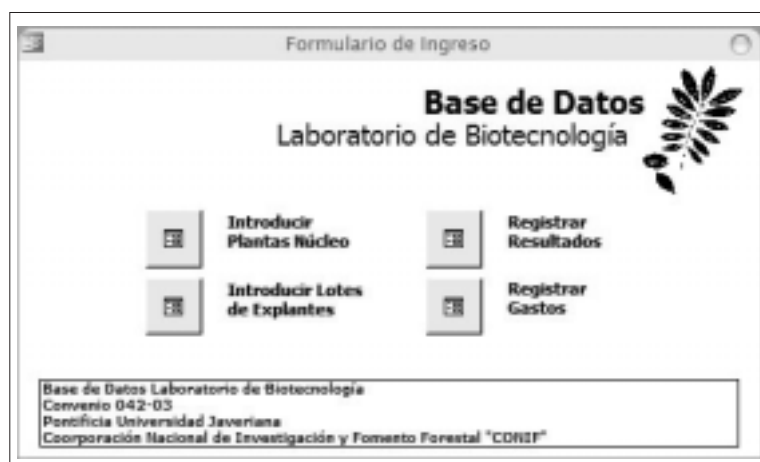 Formulario de Ingreso
Base de Datos
Laboratorio de Biotecnología
Introducir
Plantas Núcleo
Registrar
Resultados
Introducir Lotes
de Explantes
Registrar
Gastos
Base de Datos Laboratorio de Biotecnología
Convenio 042-03
Pontificia Universidad Javeriana
Coorporación Nacional de Investigación y Fomento Forestal "CONIF"